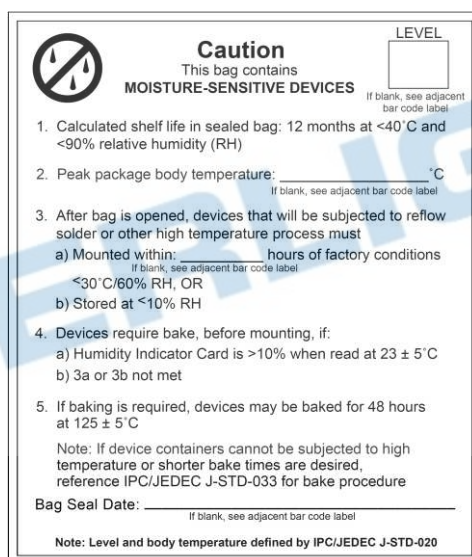 LEVEL
Caution
This bag contains
MOISTURE-SENSITIVE DEVICES
If blank, see adjacent
bar code label
1. Calculated shelf life in sealed bag: 12 months at <40˚C and
<90% relative humidity (RH)
2. Peak package body temperature: ____________ ˚C
If blank, see adjacent bar code label
3. After bag is opened, devices that will be subjected to reflow
solder or other high temperature process must
a) Mounted within: ________ hours of factory conditions
If blank, see adjacent bar code label
<30˚C/60% RH, OR
b) Stored at <10% RH
4. Devices require bake, before mounting, if:
a) Humidity Indicator Card is >10% when read at 23 ± 5˚C
b) 3a or 3b not met
5. If baking is required, devices may be baked for 48 hours
at 125 ± 5˚C
Note: If device containers cannot be subjected to high
temperature or shorter bake times are desired,
reference IPC/JEDEC J-STD-033 for bake procedure
Bag Seal Date: ____________
If blank, see adjacent bar code label
Note: Level and body temperature defined by IPC/JEDEC J-STD-020
ERLIG